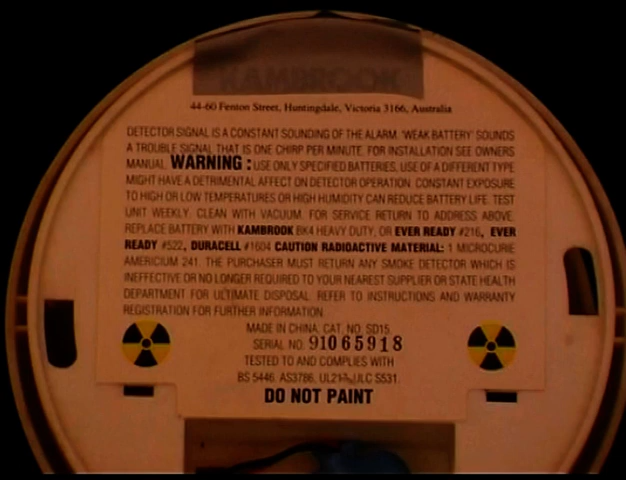 KAMBROOK
44-60 Fenton Street, Huntingdale, Victoria 3166, Australia
DETECTOR SIGNAL IS A CONSTANT SOUNDING OF THE ALARM. 'WEAK BATTERY' SOUNDS
A TROUBLE SIGNAL THAT IS ONE CHIRP PER MINUTE. FOR INSTALLATION SEE OWNERS
MANUAL. WARNING : USE ONLY SPECIFIED BATTERIES. USE OF A DIFFERENT TYPE
MIGHT HAVE A DETRIMENTAL AFFECT ON DETECTOR OPERATION. CONSTANT EXPOSURE
TO HIGH OR LOW TEMPERATURES OR HIGH HUMIDITY CAN REDUCE BATTERY LIFE. TEST
UNIT WEEKLY. CLEAN WITH VACUUM. FOR SERVICE RETURN TO ADDRESS ABOVE.
REPLACE BATTERY WITH KAMBROOK BK4 HEAVY DUTY, OR EVER READY #216, EVER
READY #522, DURACELL #1604. CAUTION RADIOACTIVE MATERIAL: 1 MICROCURIE
AMERICIUM 241. THE PURCHASER MUST RETURN ANY SMOKE DETECTOR WHICH IS
INEFFECTIVE OR NO LONGER REQUIRED TO YOUR NEAREST SUPPLIER OR STATE HEALTH
DEPARTMENT FOR ULTIMATE DISPOSAL. REFER TO INSTRUCTIONS AND WARRANTY
REGISTRATION FOR FURTHER INFORMATION.
MADE IN CHINA. CAT. NO. SD15
SERIAL NO. 91065918
TESTED TO AND COMPLIES WITH
BS 5446, AS3786, ULC S531.
DO NOT PAINT